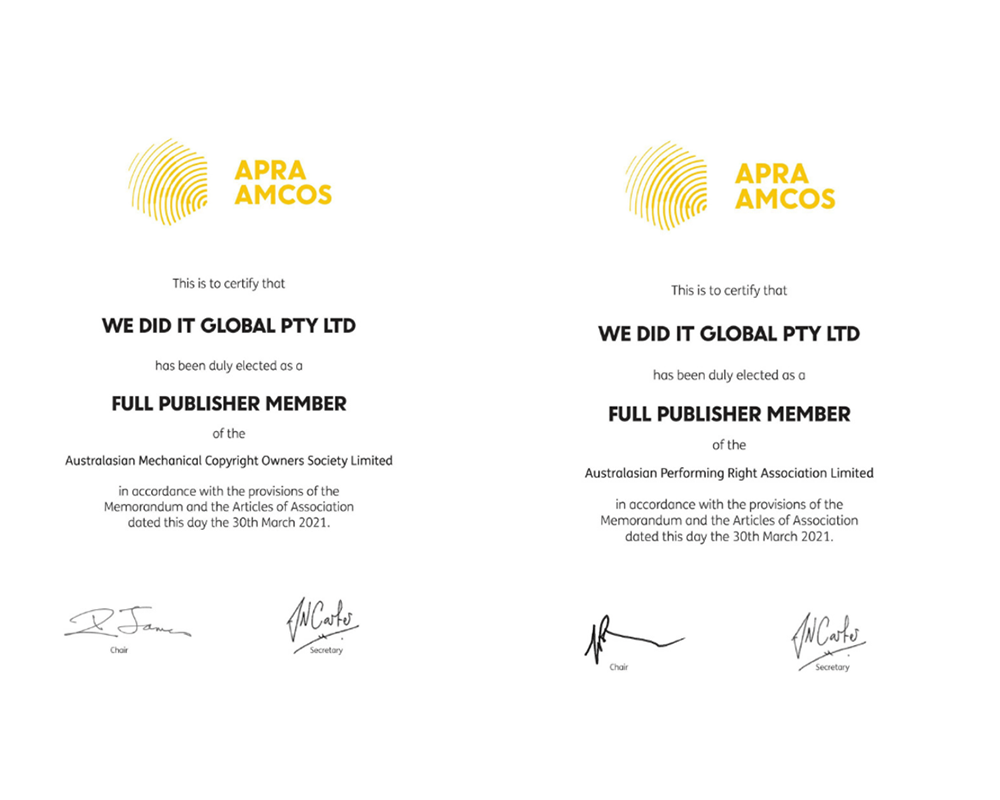 APRA
AMCOS
This is to certify that
WE DID IT GLOBAL PTY LTD
has been duly elected as a
FULL PUBLISHER MEMBER
of the
Australasian Mechanical Copyright Owners Society Limited
in accordance with the provisions of the
Memorandum and the Articles of Association
dated this day the 30th March 2021.
R James
Chair
JNCarter
Secretary
APRA
AMCOS
This is to certify that
WE DID IT GLOBAL PTY LTD
has been duly elected as a
FULL PUBLISHER MEMBER
of the
Australasian Performing Right Association Limited
in accordance with the provisions of the
Memorandum and the Articles of Association
dated this day the 30th March 2021.
Chair
JNCarter
Secretary